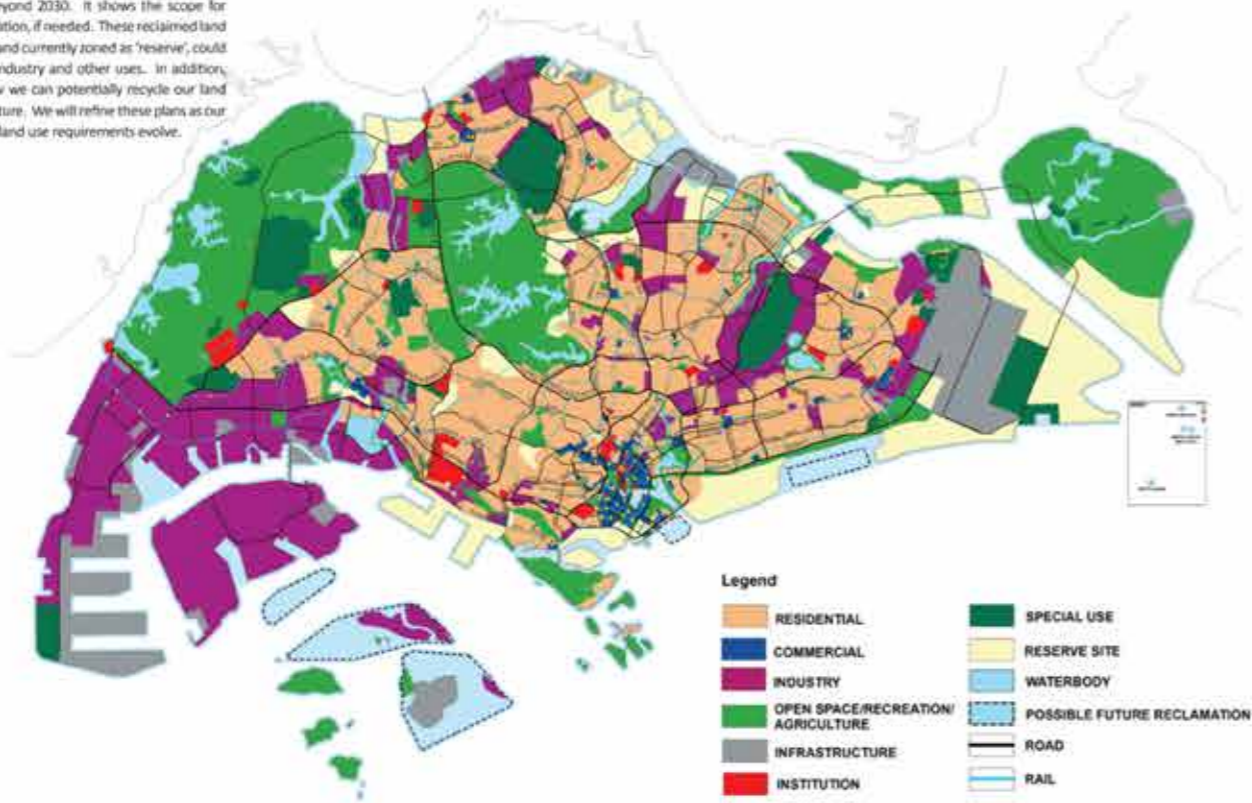 eyond 2030. It shows the scope for
ation, if needed. These reclaimed land
and currently zoned as 'reserve', could
industry and other uses. In addition,
w we can potentially recycle our land
ture. We will refine these plans as our
land use requirements evolve.
Legend
RESIDENTIAL
COMMERCIAL
INDUSTRY
OPEN SPACE/RECREATION/
AGRICULTURE
INFRASTRUCTURE
INSTITUTION
SPECIAL USE
RESERVE SITE
WATERBODY
POSSIBLE FUTURE RECLAMATION
ROAD
RAIL